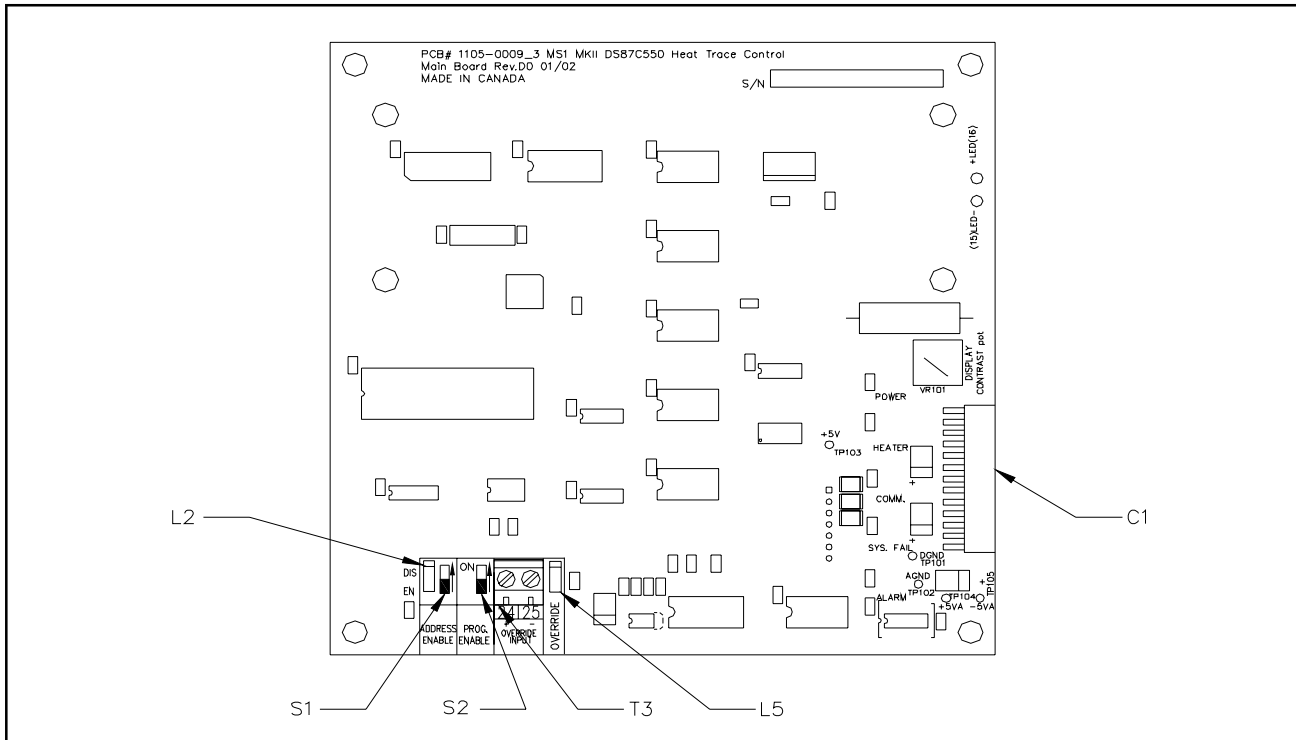 PCB# 1105-0009_3 MS1 MKII DS87C550 Heat Trace Control
Main Board Rev.D0 01/02
MADE IN CANADA
S/N
+LED(16)
(15)LED-
DISPLAY
CONTRAST pot
VR101
POWER
+5V
TP103
HEATER
+
COMM.
C1
L2
+
SYS. FAIL
DGND
TP101
DIS
ON
AGND
TP102
+
TP105
EN
ALARM
TP104
+5VA -5VA
24 25
+ -
ADDRESS
ENABLE
PROG.
ENABLE
OVERRIDE
INPUT
OVERRIDE
S1
S2
T3
L5